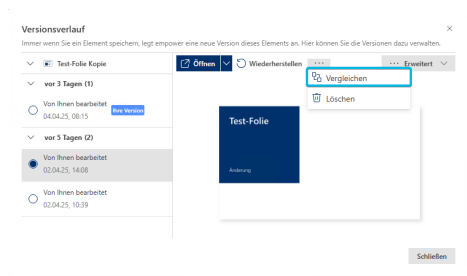 Versionsverlauf
Immer wenn Sie ein Element speichern, legt empower eine neue Version dieses Elements an. Hier können Sie die Versionen dazu verwalten.
Test-Folie Kopie
Öffnen
Wiederherstellen
Erweitert
Vergleichen
Löschen
vor 3 Tagen (1)
Von Ihnen bearbeitet
Ihre Version
04.04.25, 08:15
vor 5 Tagen (2)
Von Ihnen bearbeitet
02.04.25, 14:08
Von Ihnen bearbeitet
02.04.25, 10:39
Test-Folie
Änderung
Schließen